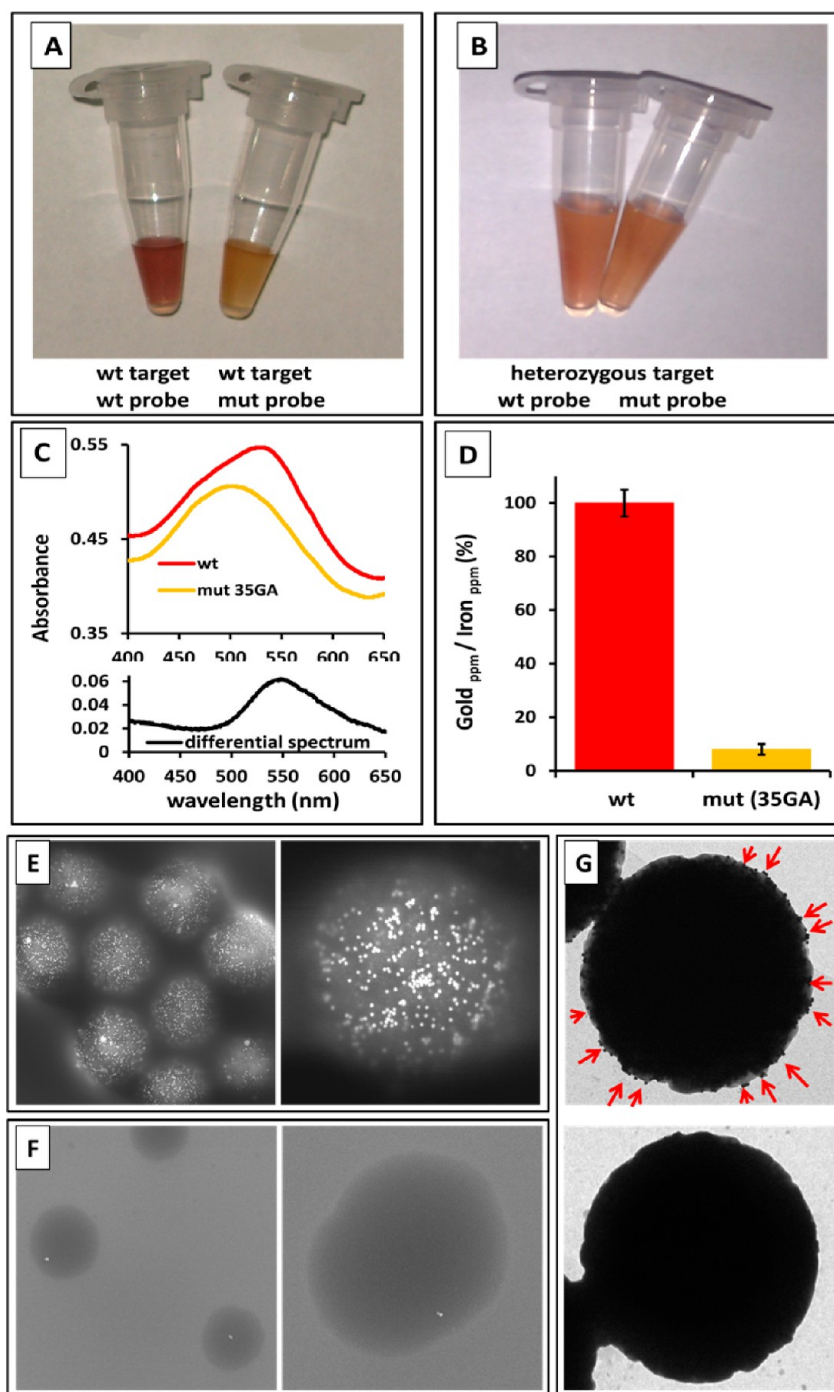 A
wt target wt target
wt probe mut probe
B
heterozygous target
wt probe mut probe
C
0.55
0.45
0.35
Absorbance
wt
mut 35GA
400 450 500 550 600 650
0.06
0.04
0.02
0
differential spectrum
400 450 500 550 600 650
wavelength (nm)
D
Gold ppm / Iron ppm (%)
100
80
60
40
20
0
wt mut (35GA)
E
G
F